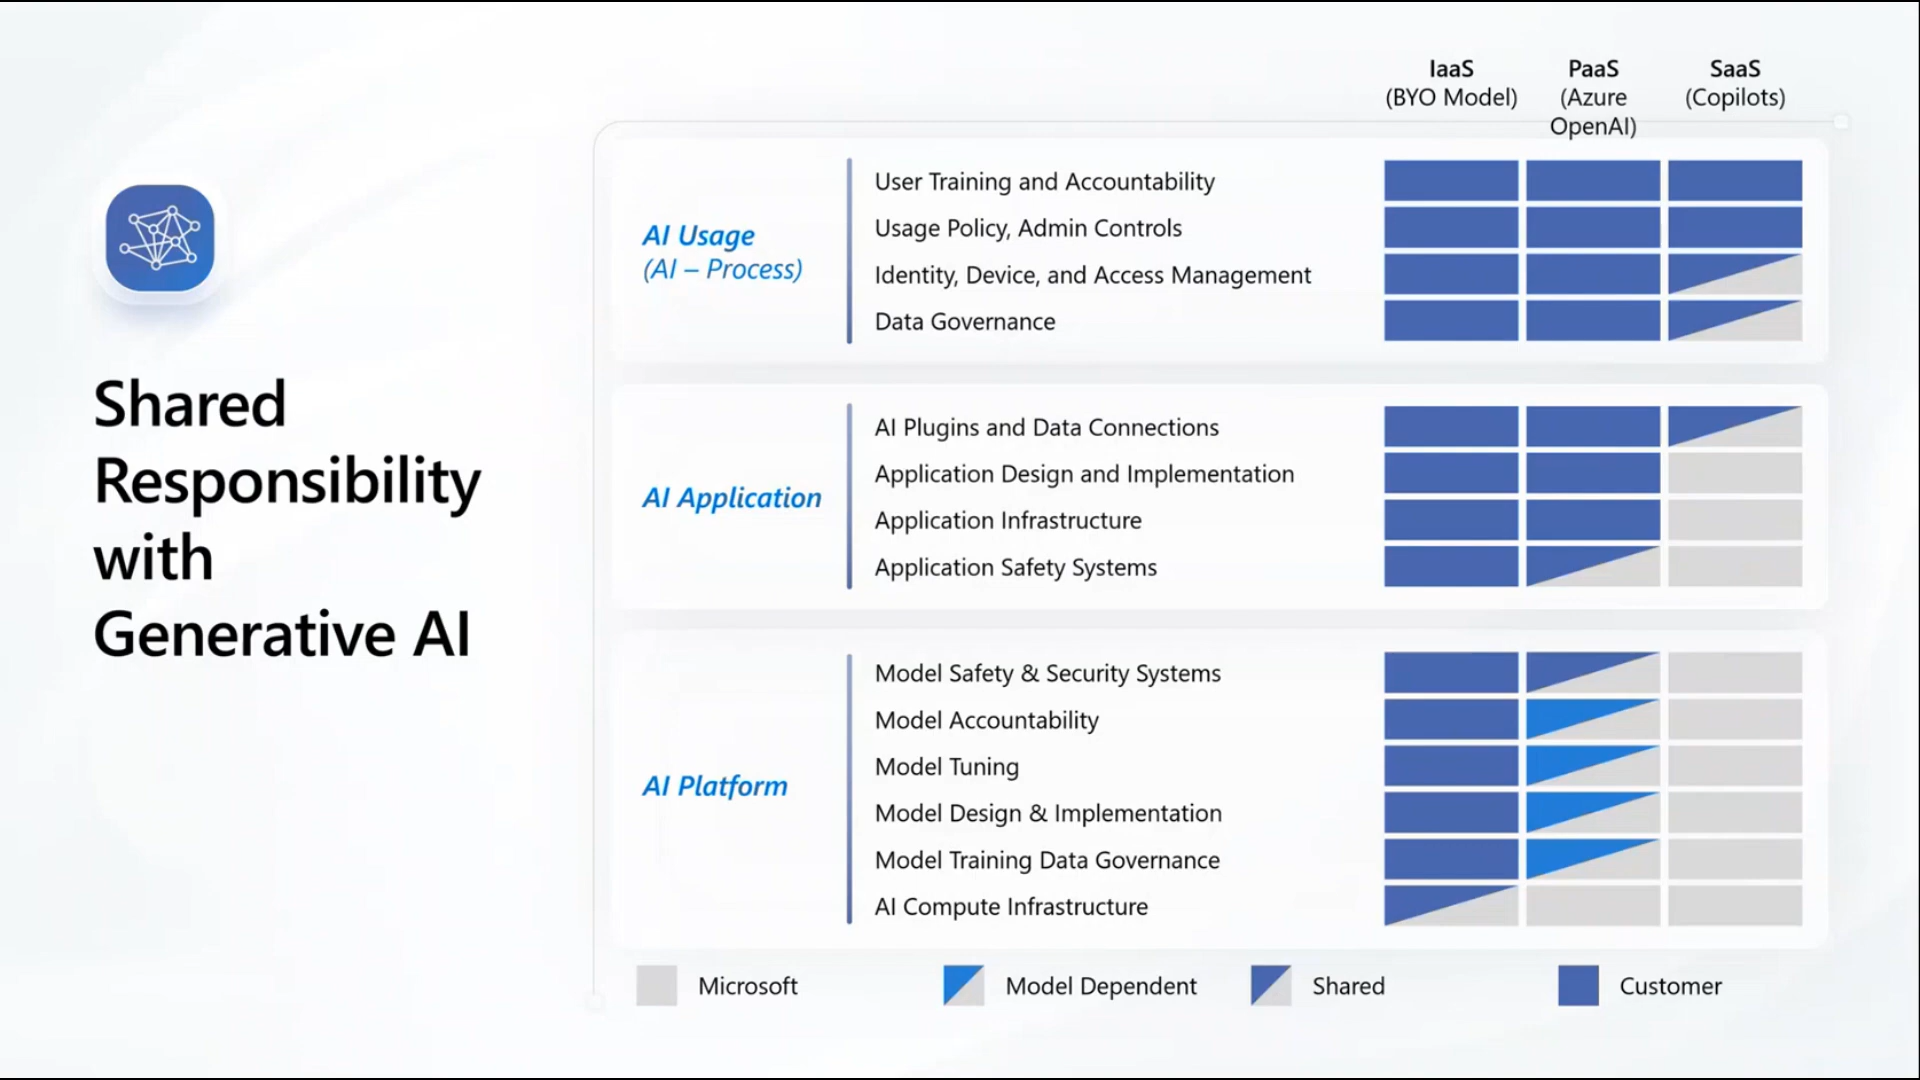 IaaS
(BYO Model)
PaaS
(Azure
OpenAI)
SaaS
(Copilots)
Shared
Responsibility
with
Generative AI
AI Usage
(AI – Process)
User Training and Accountability
Usage Policy, Admin Controls
Identity, Device, and Access Management
Data Governance
AI Application
AI Plugins and Data Connections
Application Design and Implementation
Application Infrastructure
Application Safety Systems
AI Platform
Model Safety & Security Systems
Model Accountability
Model Tuning
Model Design & Implementation
Model Training Data Governance
AI Compute Infrastructure
Microsoft
Model Dependent
Shared
Customer